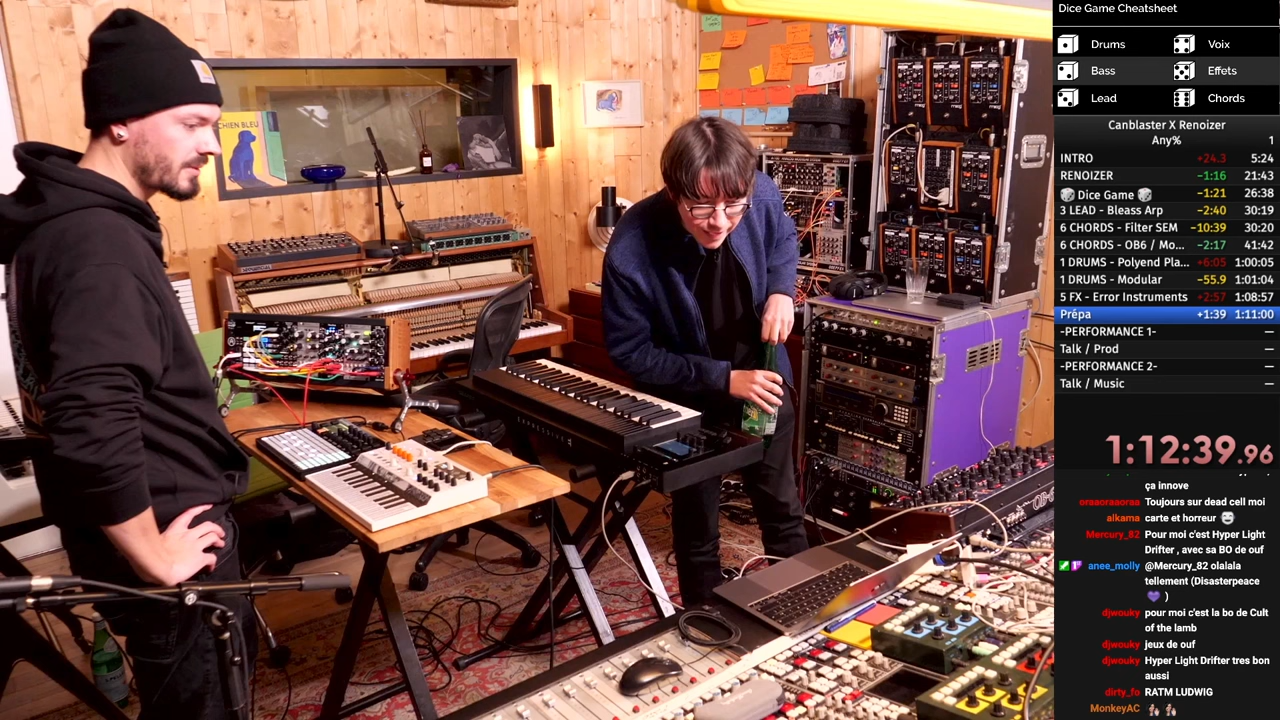 Dice Game Cheatsheet
Drums Voix
Bass Effets
Lead Chords
CHIEN BLEU
Canblaster X Renoizer
Any% 1
INTRO +24.3 5:24
RENOIZER −1:16 21:43
Dice Game −1:21 26:38
3 LEAD - Bleass Arp −2:40 30:19
6 CHORDS - Filter SEM −10:39 30:20
6 CHORDS - OB6 / Mo... −2:17 41:42
1 DRUMS - Polyend Pla... +6:05 1:00:05
1 DRUMS - Modular −55.9 1:01:04
5 FX - Error Instruments +2:57 1:08:57
Prépa +1:39 1:11:00
-PERFORMANCE 1- —
Talk / Prod —
-PERFORMANCE 2- —
Talk / Music —
1:12:39.96
ça innove
oraaoraaoraa Toujours sur dead cell moi
alkama carte et horreur
Mercury_82 Pour moi c'est Hyper Light
Drifter , avec sa BO de ouf
anee_molly @Mercury_82 olalala
tellement (Disasterpeace
)
djwouky pour moi c'est la bo de Cult
of the lamb
djwouky jeux de ouf
djwouky Hyper Light Drifter tres bon
aussi
dirty_fo RATM LUDWIG
MonkeyAC